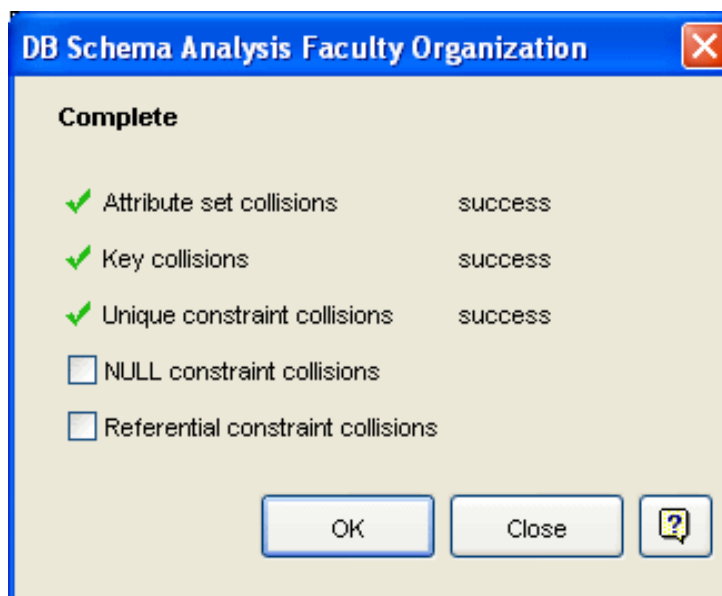 DB Schema Analysis Faculty Organization
Complete
Attribute set collisions success
Key collisions success
Unique constraint collisions success
NULL constraint collisions
Referential constraint collisions
OK Close ?